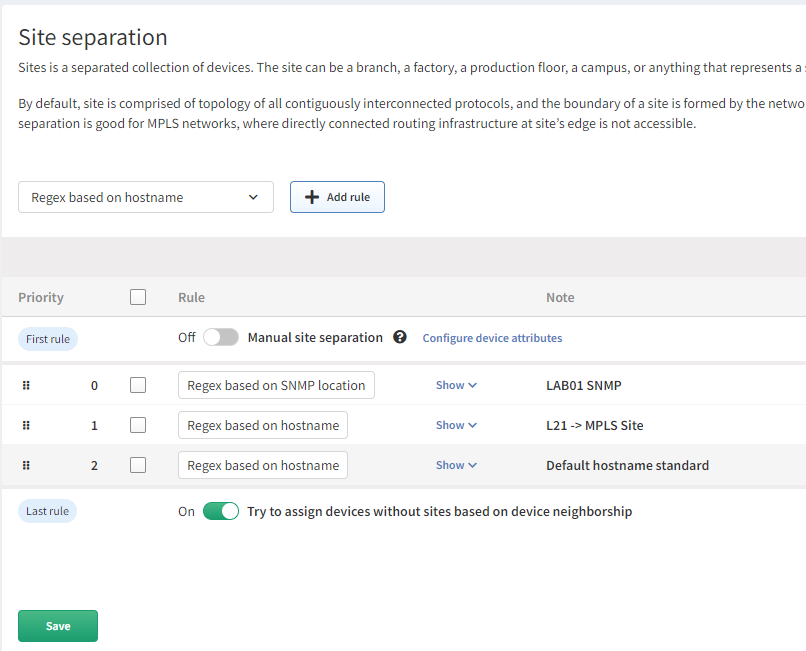 Site separation
Sites is a separated collection of devices. The site can be a branch, a factory, a production floor, a campus, or anything that represents a
By default, site is comprised of topology of all contiguously interconnected protocols, and the boundary of a site is formed by the netwo
separation is good for MPLS networks, where directly connected routing infrastructure at site's edge is not accessible.
Regex based on hostname
Add rule
Priority Rule Note
First rule Off Manual site separation ? Configure device attributes
0 Regex based on SNMP location Show LAB01 SNMP
1 Regex based on hostname Show L21 -> MPLS Site
2 Regex based on hostname Show Default hostname standard
Last rule On Try to assign devices without sites based on device neighborship
Save